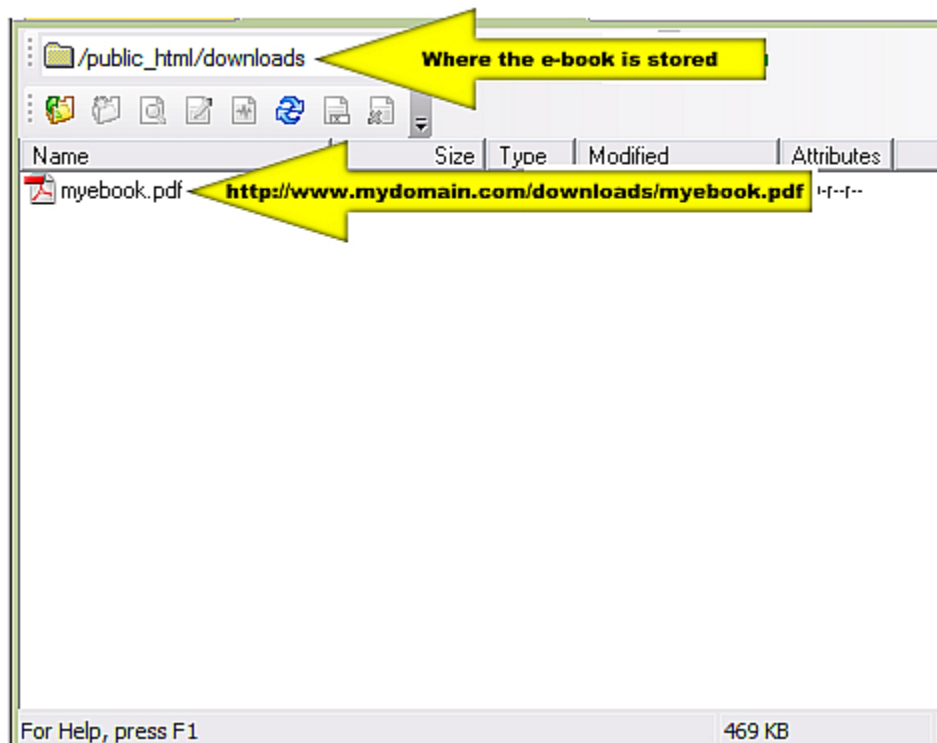 /public_html/downloads
Where the e-book is stored
Name Size Type Modified Attributes
myebook.pdf http://www.mydomain.com/downloads/myebook.pdf -r--r--
For Help, press F1 469 KB